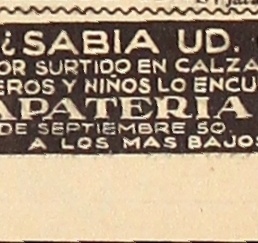 ¿SABIA UD.
OR SURTIDO EN CALZA
EROS Y NIÑOS LO ENCU
APATERIA
DE SEPTIEMBRE 50.
A LOS MAS BAJOS